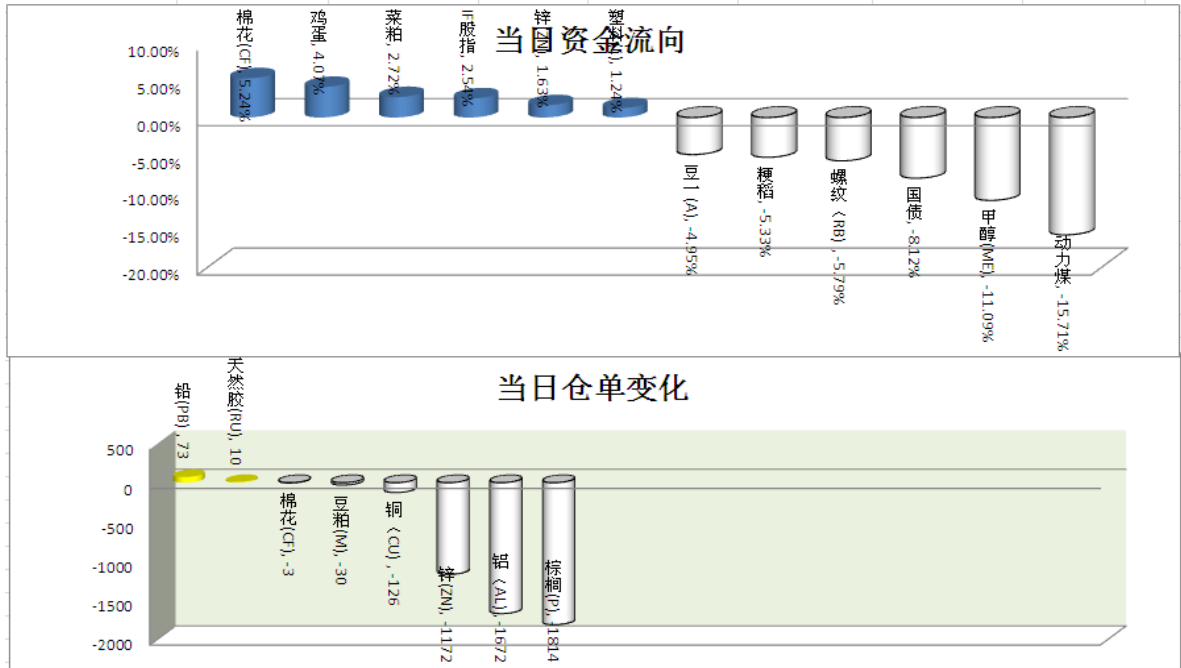 当日资金流向
10.00%
5.00%
0.00%
-5.00%
-10.00%
-15.00%
-20.00%
棉花(CF), 5.24%
鸡蛋, 4.07%
菜粕, 2.72%
股指, 2.54%
锌(ZN), 1.63%
1.24%
豆一(A), -4.95%
粳稻, -5.33%
螺纹（RB）, -5.79%
国债, -8.12%
甲醇(ME), -11.09%
动力煤, -15.71%
当日仓单变化
500
0
-500
-1000
-1500
-2000
铅(PB) , 73
天然胶(RU), 10
棉花(CF), -3
豆粕(M), -30
铜（CU）, -126
锌(ZN), -1172
铝（AL), -1672
棕榈(P), -1814